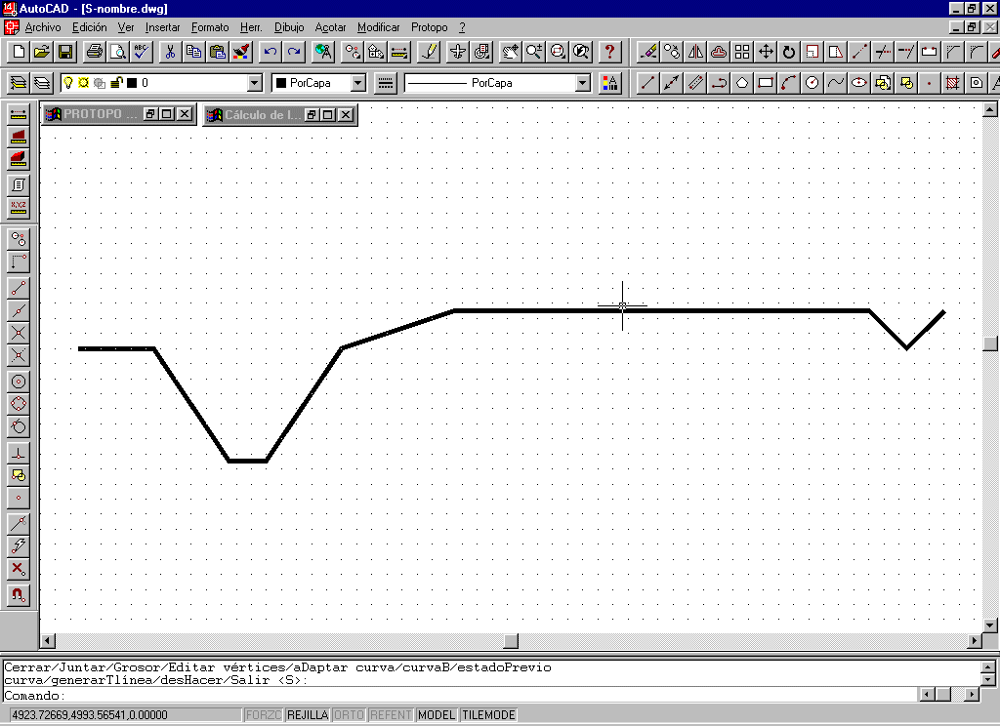 AutoCAD - [S-nombre.dwg]
Archivo Edición Ver Insertar Formato Herr. Dibujo Acotar Modificar Protopo ?
ABC
0 PorCapa PorCapa
PROTOPO ... Cálculo de l...
X,Y,Z
Cerrar/Juntar/Grosor/Editar vértices/aDaptar curva/curvaB/estadoPrevio
curva/generarTlínea/desHacer/Salir <S>:
Comando:
4923.72669,4993.56541,0.00000 FORZC REJILLA ORTO REFENT MODEL TILEMODE